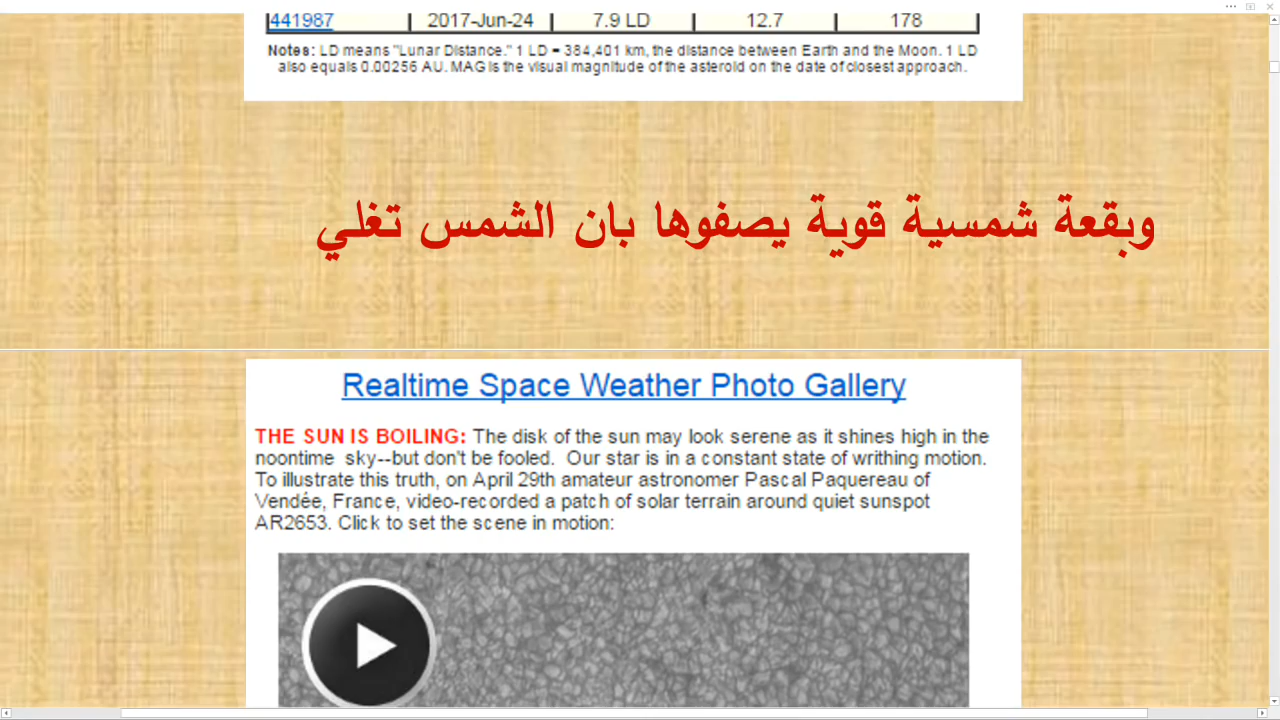 441987 2017-Jun-24 7.9 LD 12.7 178
Notes: LD means "Lunar Distance." 1 LD = 384,401 km, the distance between Earth and the Moon. 1 LD
also equals 0.00256 AU. MAG is the visual magnitude of the asteroid on the date of closest approach.
وبقعة شمسية قوية يصفوها بان الشمس تغلي
Realtime Space Weather Photo Gallery
THE SUN IS BOILING: The disk of the sun may look serene as it shines high in the
noontime sky--but don't be fooled. Our star is in a constant state of writhing motion.
To illustrate this truth, on April 29th amateur astronomer Pascal Paquereau of
Vendée, France, video-recorded a patch of solar terrain around quiet sunspot
AR2653. Click to set the scene in motion: